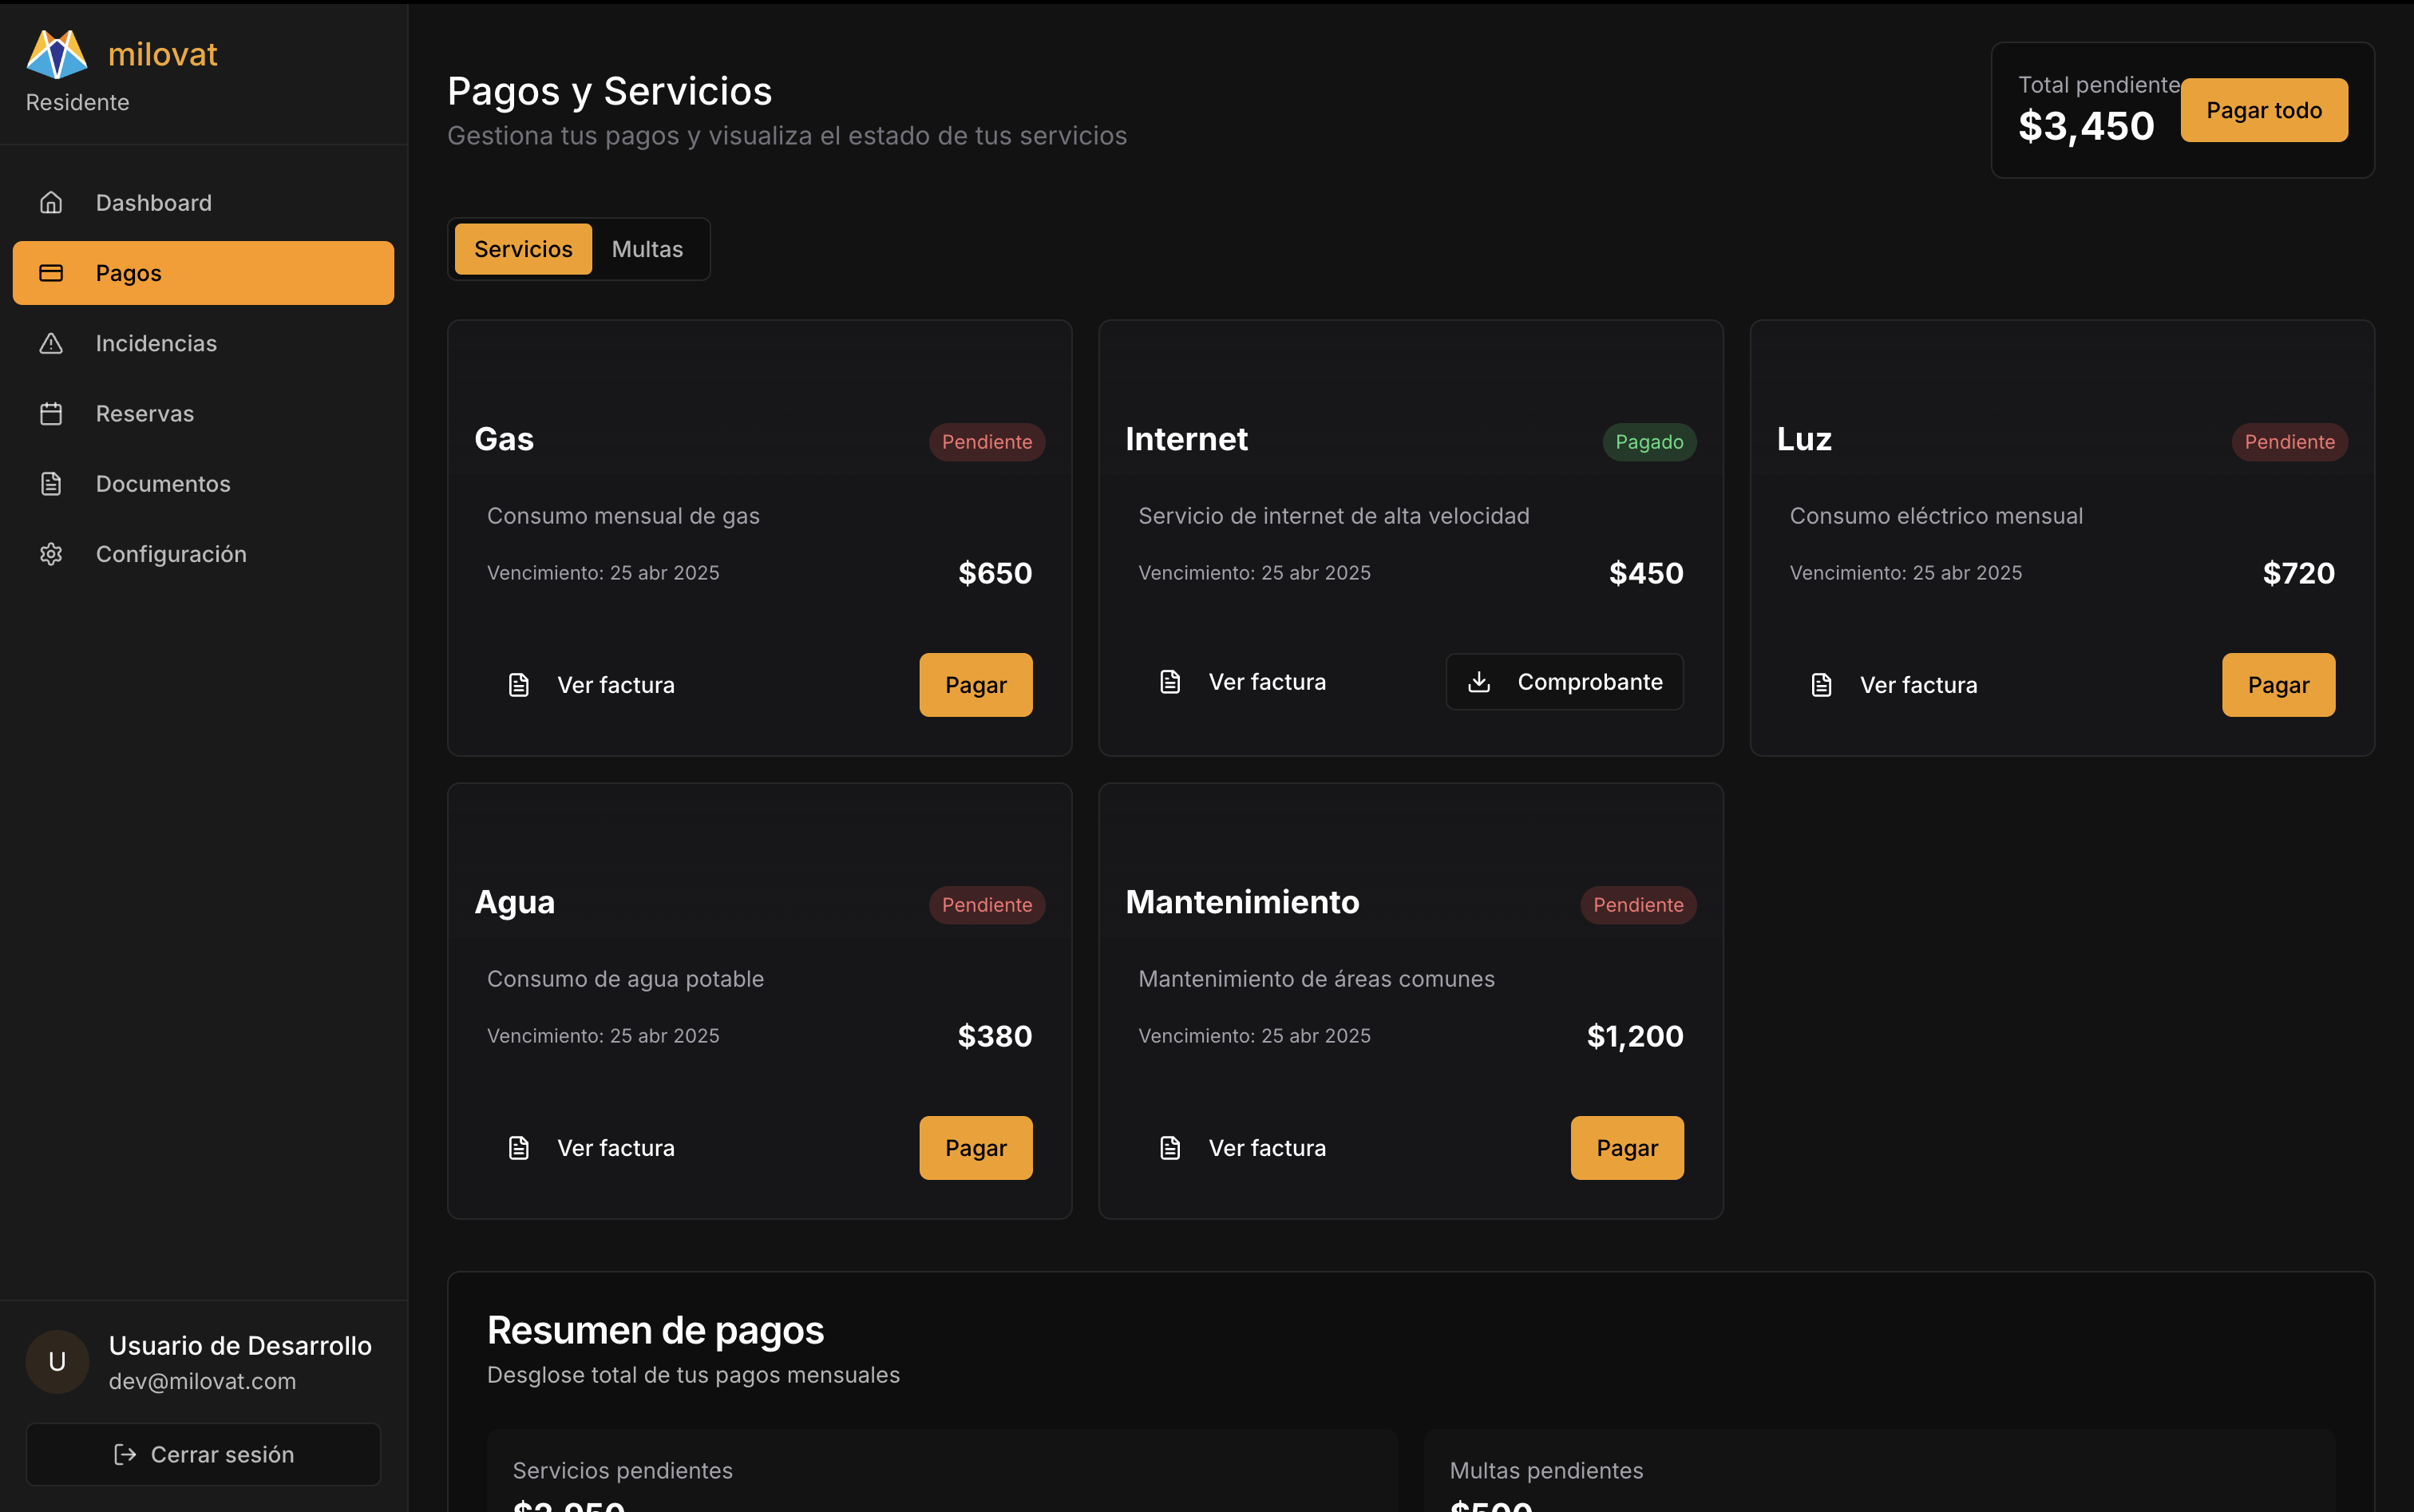 milovat
Residente
Dashboard
Pagos
Incidencias
Reservas
Documentos
Configuración
Usuario de Desarrollo
U
dev@milovat.com
Cerrar sesión
Pagos y Servicios
Gestiona tus pagos y visualiza el estado de tus servicios
Total pendiente
$3,450
Pagar todo
Servicios
Multas
Gas
Pendiente
Consumo mensual de gas
Vencimiento: 25 abr 2025
$650
Ver factura
Pagar
Internet
Pagado
Servicio de internet de alta velocidad
Vencimiento: 25 abr 2025
$450
Ver factura
Comprobante
Luz
Pendiente
Consumo eléctrico mensual
Vencimiento: 25 abr 2025
$720
Ver factura
Pagar
Agua
Pendiente
Consumo de agua potable
Vencimiento: 25 abr 2025
$380
Ver factura
Pagar
Mantenimiento
Pendiente
Mantenimiento de áreas comunes
Vencimiento: 25 abr 2025
$1,200
Ver factura
Pagar
Resumen de pagos
Desglose total de tus pagos mensuales
Servicios pendientes
$2,950
Multas pendientes
$500